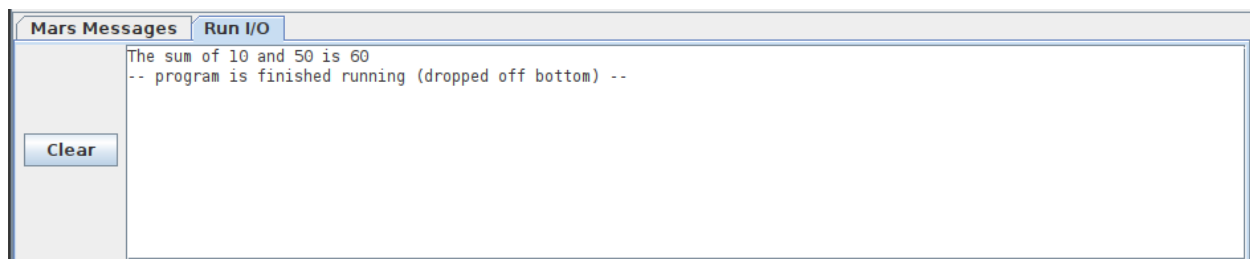 Mars Messages Run I/O
The sum of 10 and 50 is 60
-- program is finished running (dropped off bottom) --
Clear